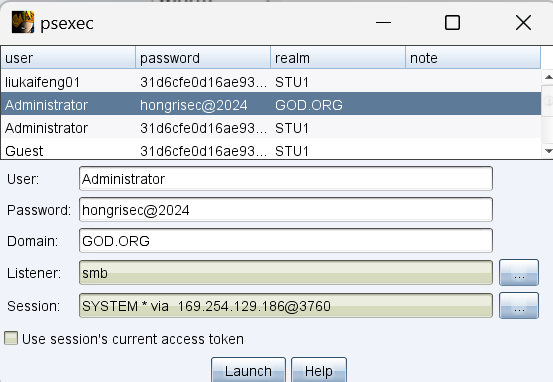 psexec
user password realm note
liukaifeng01 31d6cfe0d16ae93... STU1
Administrator hongrisec@2024 GOD.ORG
Administrator 31d6cfe0d16ae93... STU1
Guest 31d6cfe0d16ae93... STU1
User: Administrator
Password: hongrisec@2024
Domain: GOD.ORG
Listener: smb ...
Session: SYSTEM * via 169.254.129.186@3760 ...
Use session's current access token
Launch Help